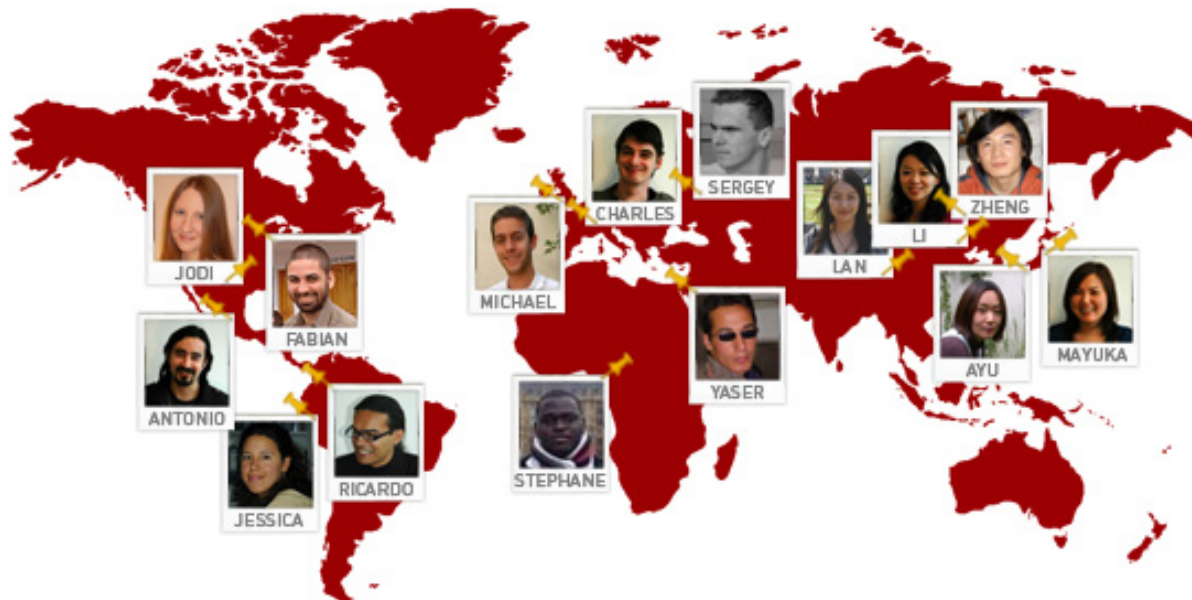 SERGEY
CHARLES
ZHENG
LI
LAN
JODI
MICHAEL
FABIAN
MAYUKA
AYU
YASER
ANTONIO
STEPHANE
RICARDO
JESSICA